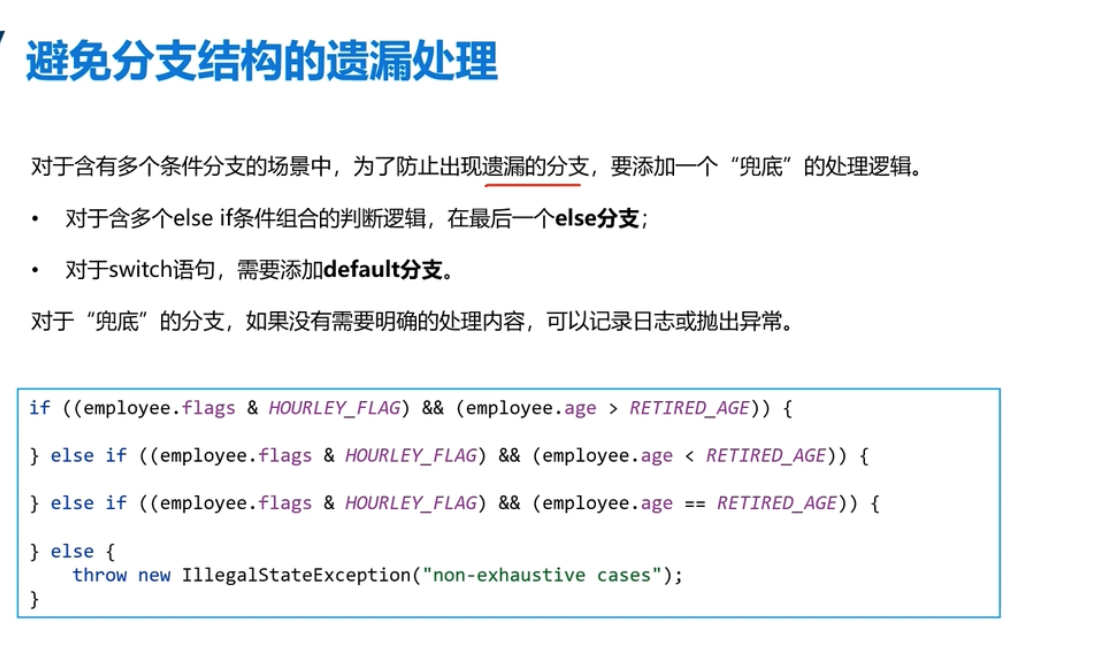 避免分支结构的遗漏处理
对于含有多个条件分支的场景中，为了防止出现遗漏的分支，要添加一个“兜底”的处理逻辑。
• 对于含多个else if条件组合的判断逻辑，在最后一个else分支；
• 对于switch语句，需要添加default分支。
对于“兜底”的分支，如果没有需要明确的处理内容，可以记录日志或抛出异常。
if ((employee.flags & HOURLEY_FLAG) && (employee.age > RETIRED_AGE)) {
} else if ((employee.flags & HOURLEY_FLAG) && (employee.age < RETIRED_AGE)) {
} else if ((employee.flags & HOURLEY_FLAG) && (employee.age == RETIRED_AGE)) {
} else {
throw new IllegalStateException("non-exhaustive cases");
}